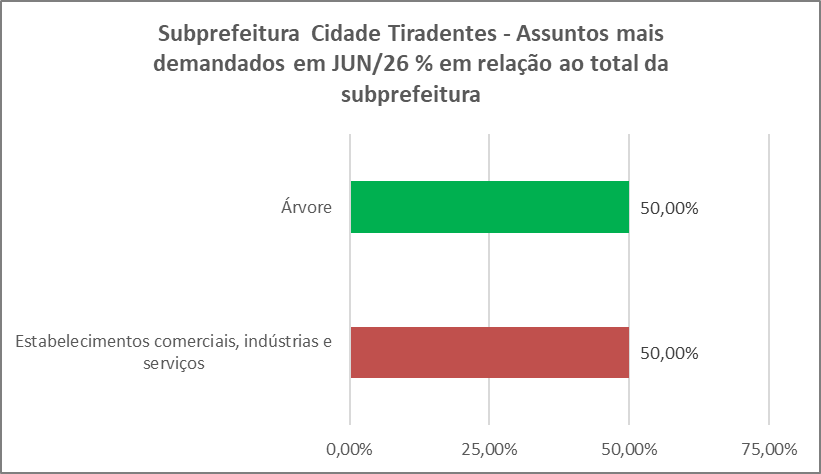 Subprefeitura Cidade Tiradentes - Assuntos mais
demandados em JUN/26 % em relação ao total da
subprefeitura
Árvore
50,00%
Estabelecimentos comerciais, indústrias e
serviços
50,00%
0,00%
25,00%
50,00%
75,00%